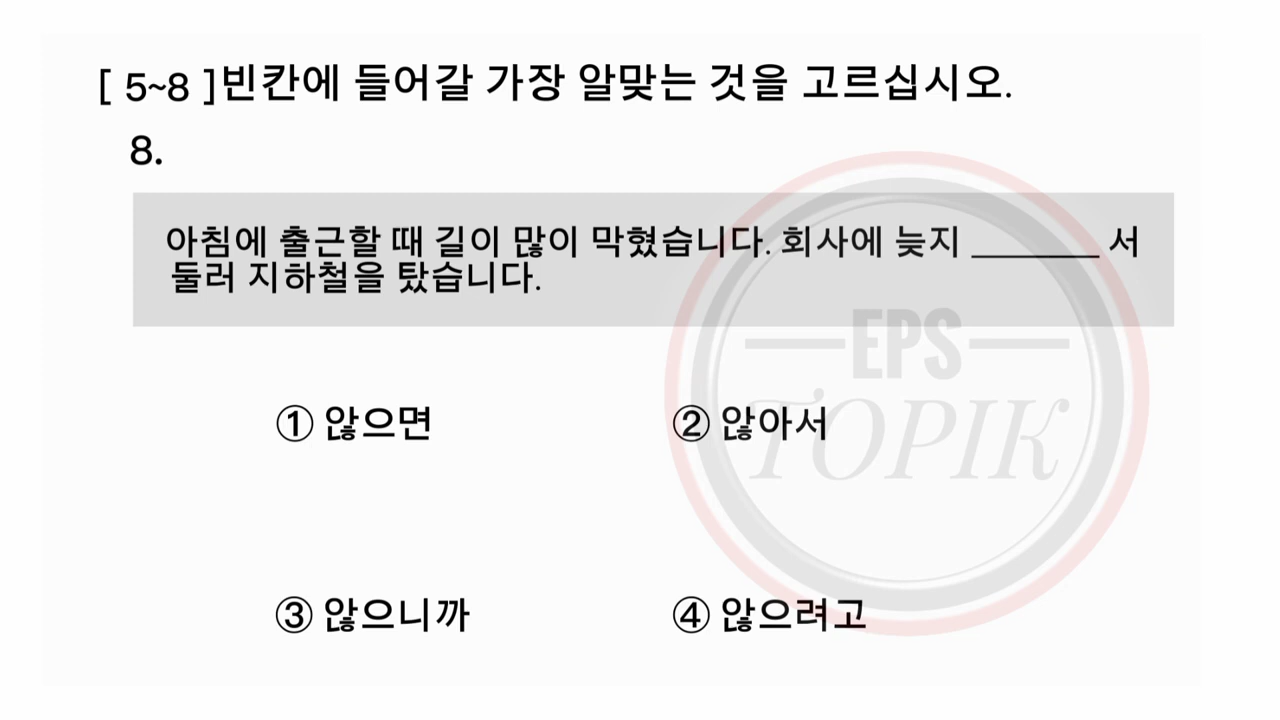 [ 5~8 ]빈칸에 들어갈 가장 알맞는 것을 고르십시오.
8.
아침에 출근할 때 길이 많이 막혔습니다. 회사에 늦지 ________ 서
둘러 지하철을 탔습니다.
EPS
TOPIK
① 않으면 ② 않아서
③ 않으니까 ④ 않으려고